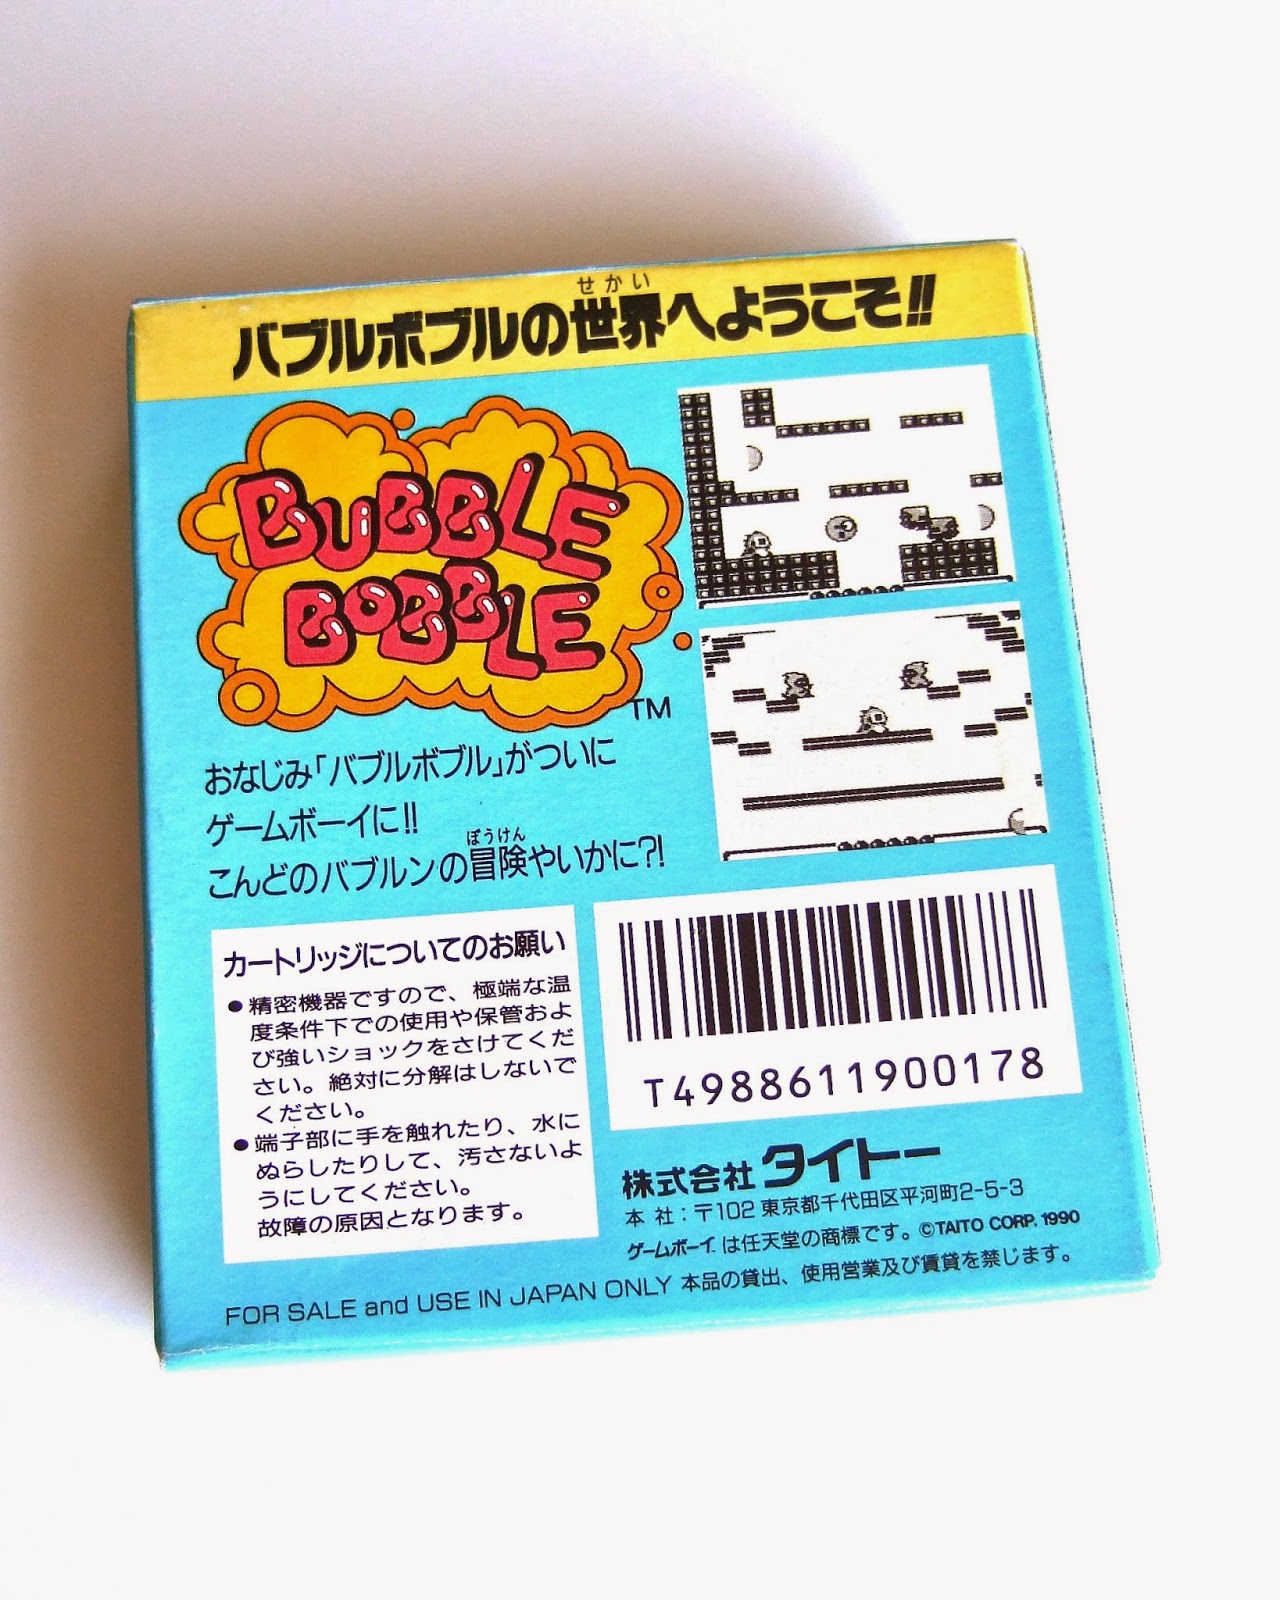 せかい
バブルボブルの世界へようこそ!!
BUBBLE
BOBBLE
TM
おなじみ「バブルボブル」がついに
ゲームボーイに!!
ぼうけん
こんどのバブルンの冒険やいかに?!
カートリッジについてのお願い
●精密機器ですので、極端な温
度条件下での使用や保管およ
び強いショックをさけてくだ
さい。絶対に分解はしないで
ください。
●端子部に手を触れたり、水に
ぬらしたりして、汚さないよ
うにしてください。
故障の原因となります。
T4988611900178
株式会社 タイトー
本 社:〒102 東京都千代田区平河町2-5-3
ゲームボーイは任天堂の商標です。©TAITO CORP. 1990
FOR SALE and USE IN JAPAN ONLY 本品の貸出、使用営業及び賃貸を禁じます。